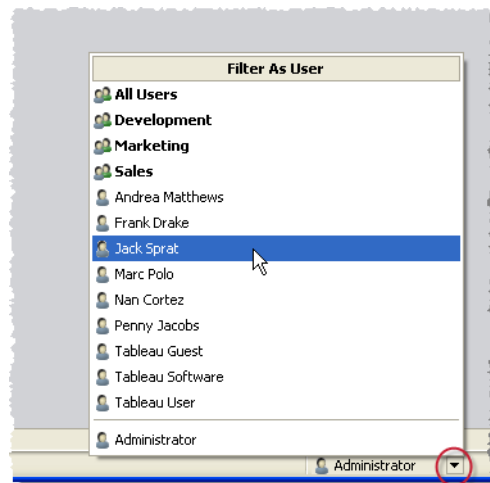 Filter As User
All Users
Development
Marketing
Sales
Andrea Matthews
Frank Drake
Jack Sprat
Marc Polo
Nan Cortez
Penny Jacobs
Tableau Guest
Tableau Software
Tableau User
Administrator
Administrator